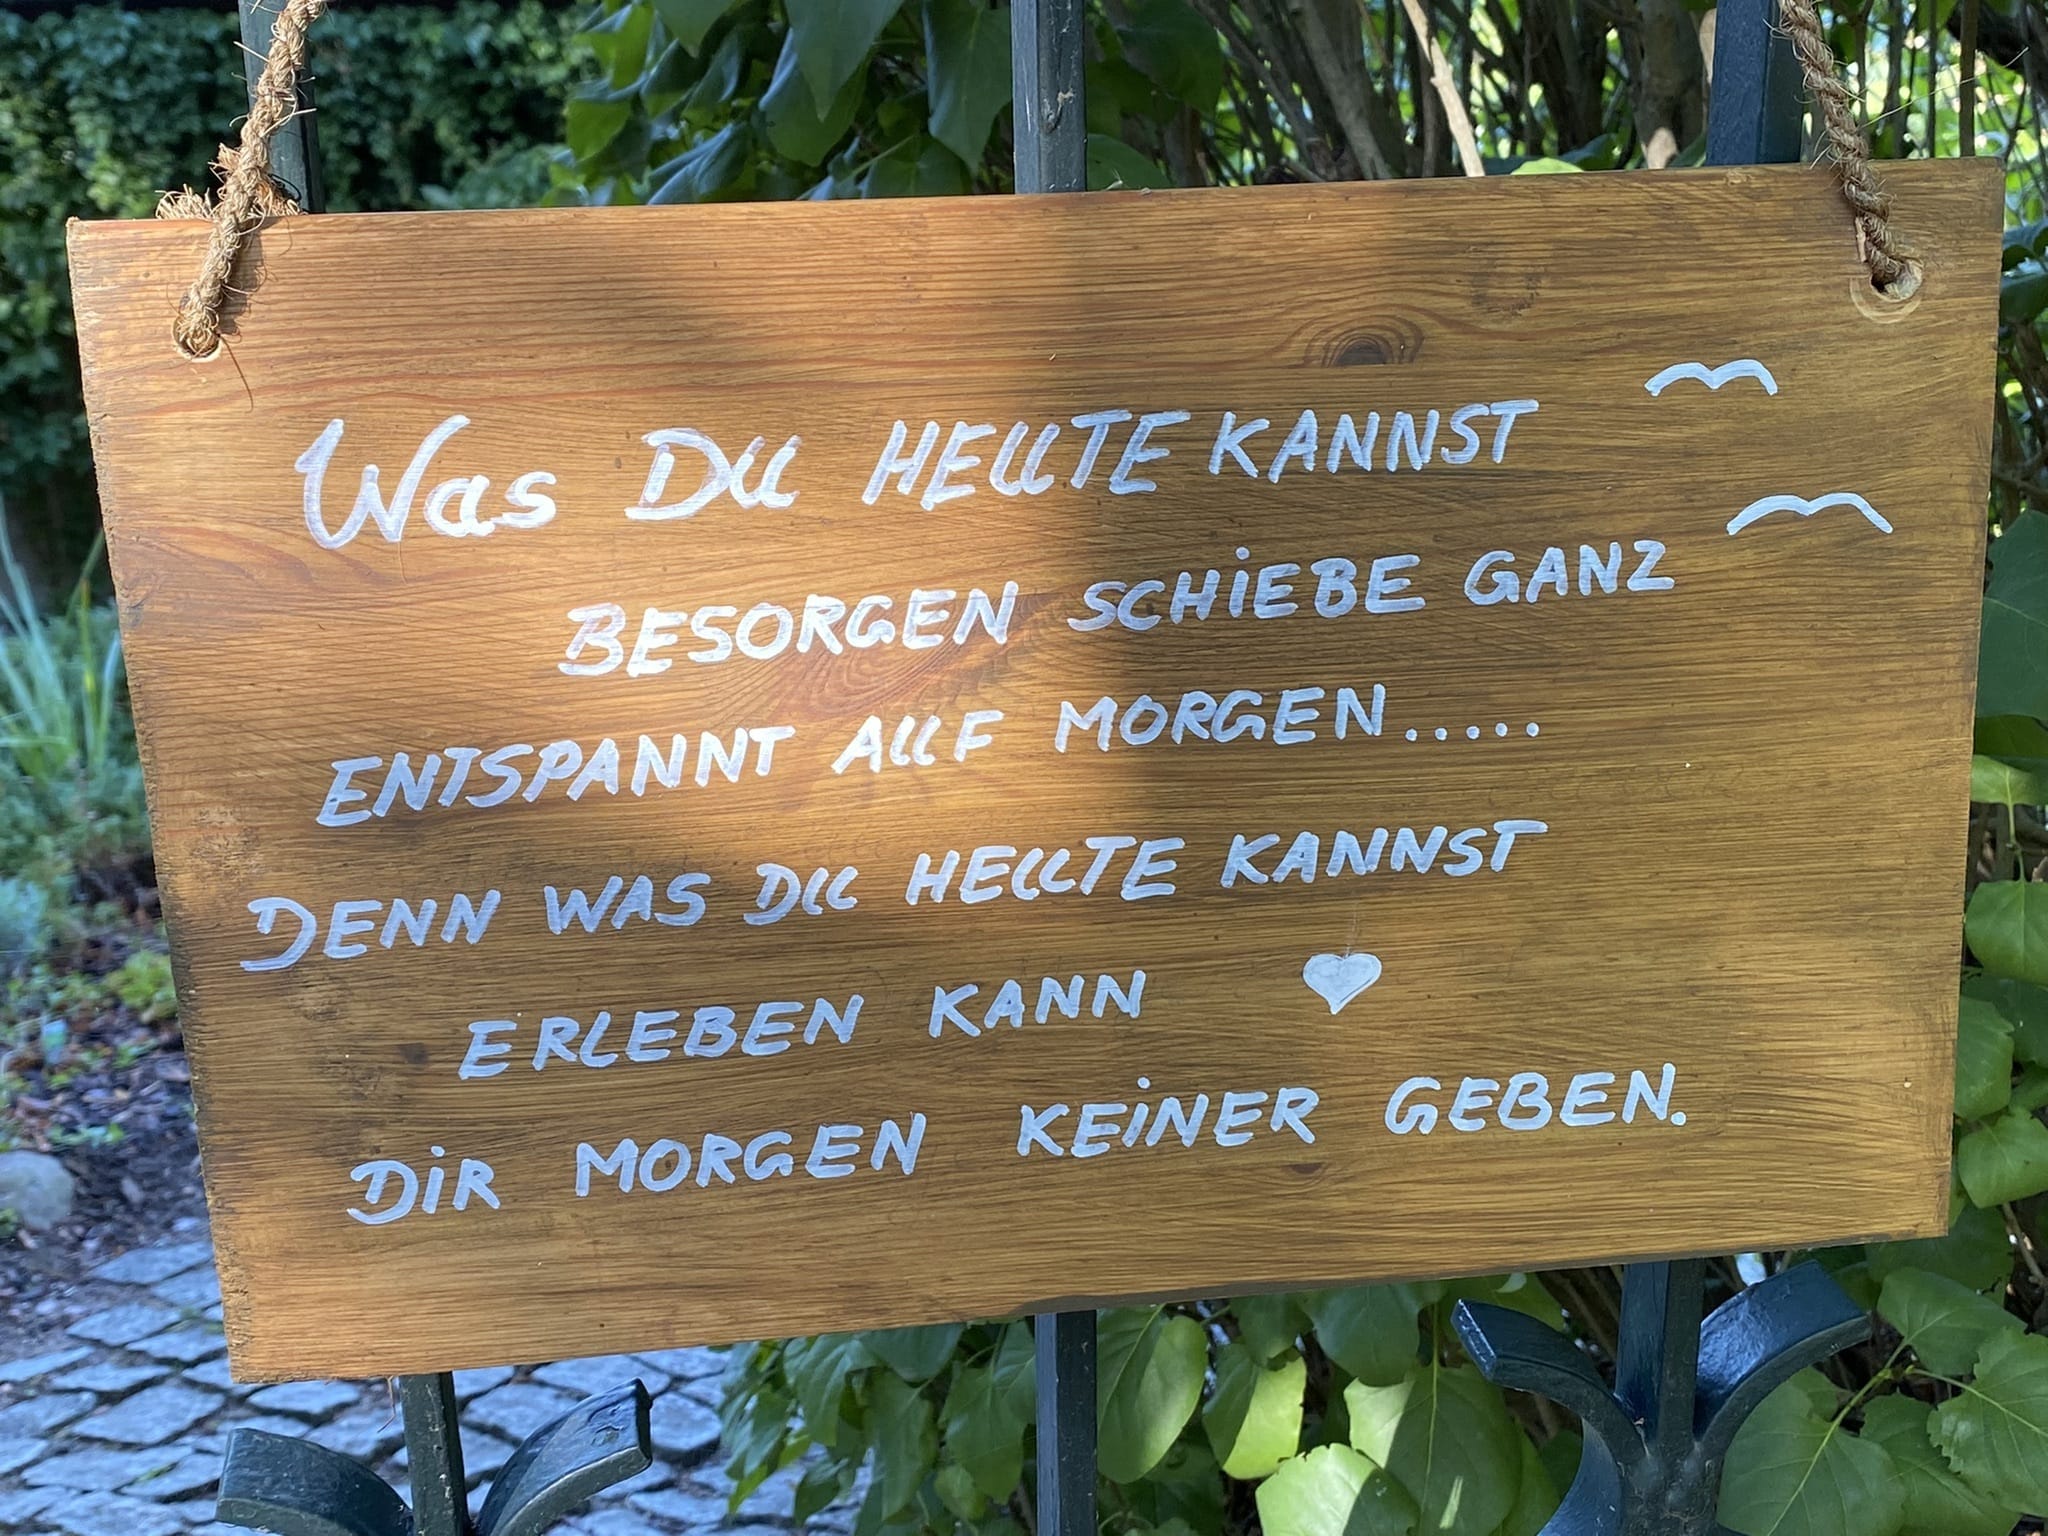 Was Du HEUTE KANNST
BESORGEN SCHIEBE GANZ
ENTSPANNT AUF MORGEN.....
DENN WAS DU HEUTE KANNST
ERLEBEN KANN
DIR MORGEN KEINER GEBEN.